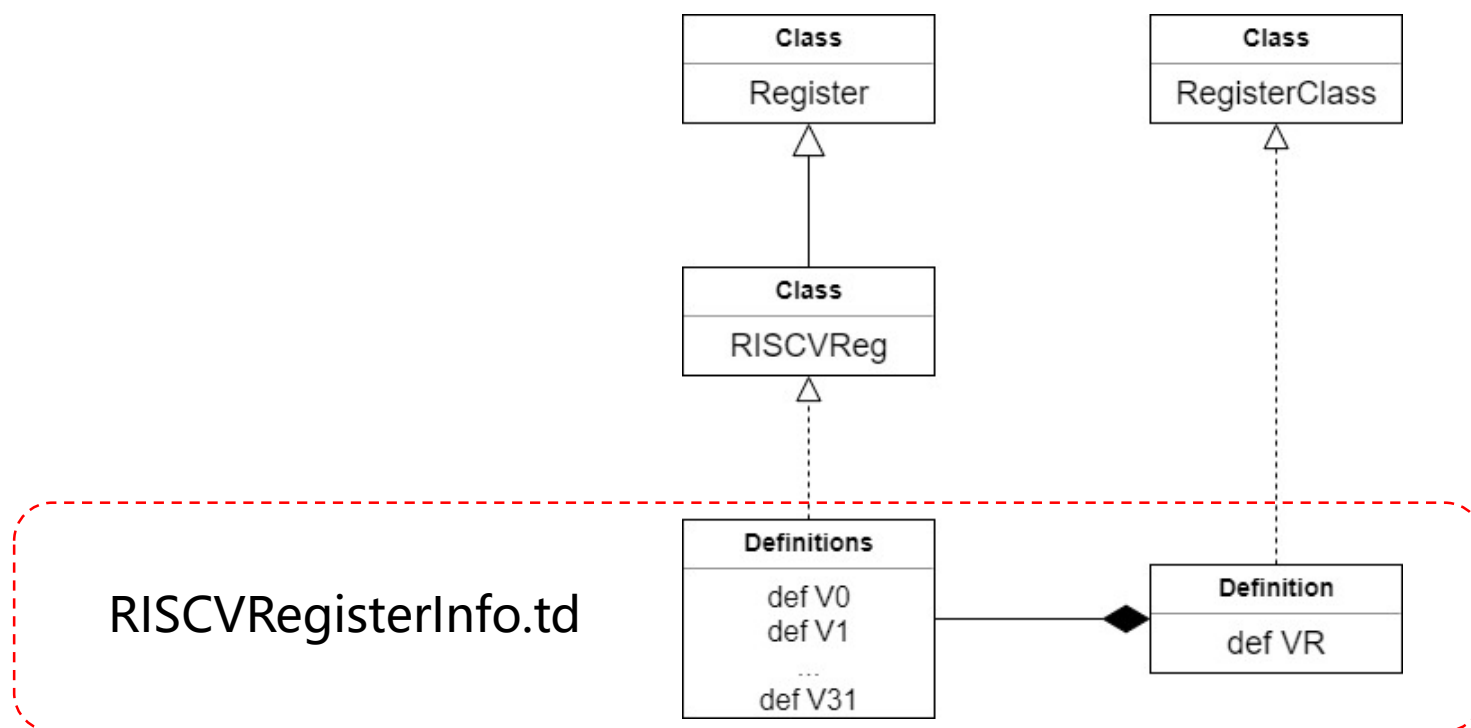 Class
Register
Class
RegisterClass
Class
RISCVReg
RISCVRegisterInfo.td
Definitions
def V0
def V1
...
def V31
Definition
def VR